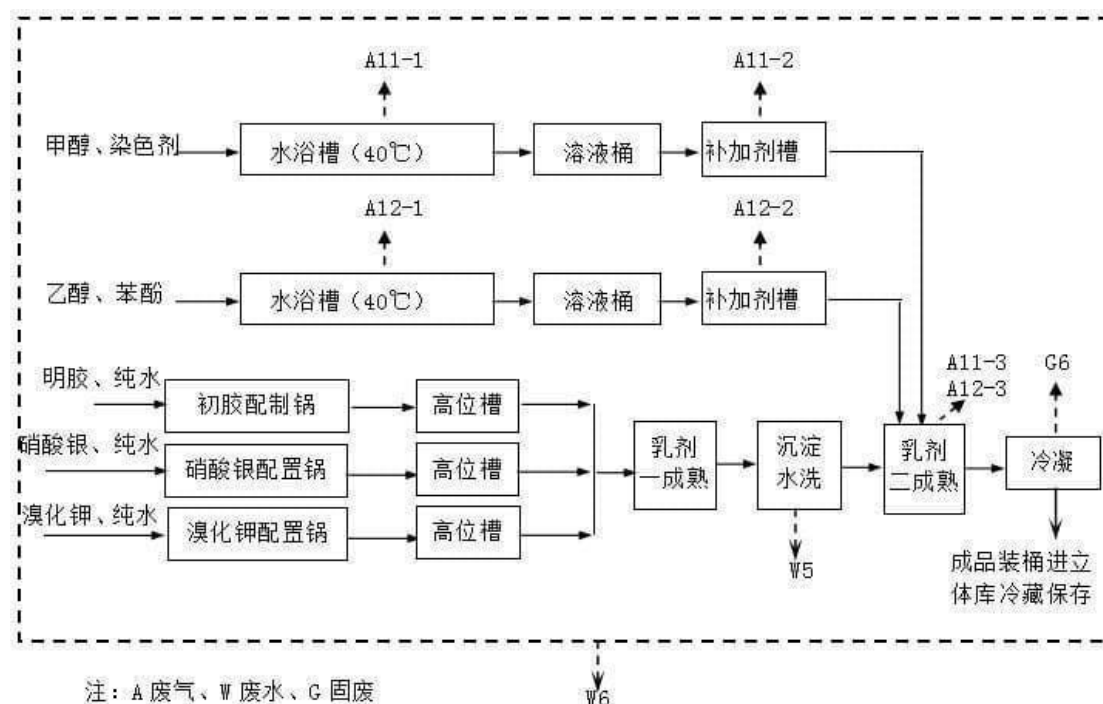 A11-1
A11-2
甲醇、染色剂
水浴槽（40℃）
溶液桶
补加剂槽
A12-1
A12-2
乙醇、苯酚
水浴槽（40℃）
溶液桶
补加剂槽
A11-3
A12-3
G6
明胶、纯水
初胶配制锅
高位槽
硝酸银、纯水
硝酸银配置锅
高位槽
溴化钾、纯水
溴化钾配置锅
高位槽
乳剂
一成熟
沉淀
水洗
乳剂
二成熟
冷凝
W5
成品装桶进立
体库冷藏保存
注：A废气、W废水、G固废
W6